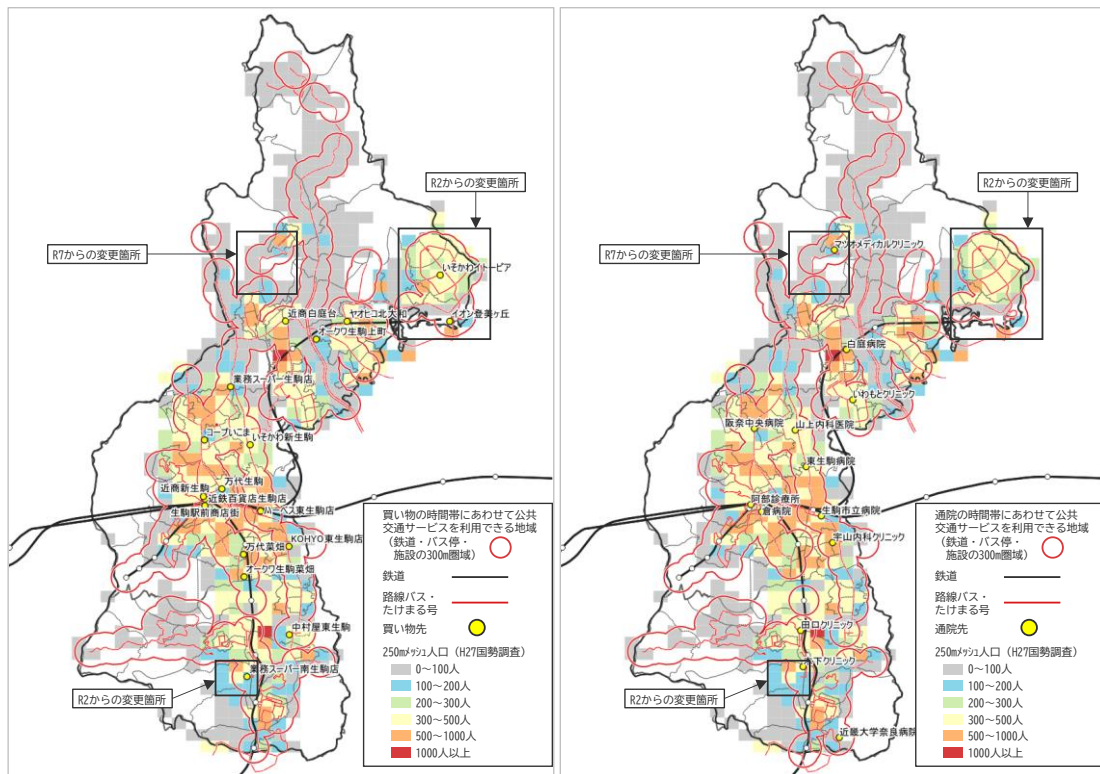 R2からの変更箇所
R7からの変更箇所
いそかわイトーピア
近商白庭台
ヤオヒコ北大和
イオン登美ヶ丘
オークワ生駒上町
業務スーパー生駒店
コープいこま
いそかわ新生駒
万代生駒
近商新生駒
近鉄百貨店生駒店
生駒駅前商店街
ハーベス東生駒店
KOHYO東生駒店
万代菜畑
オークワ生駒菜畑
中村屋東生駒
業務スーパー南生駒店
R2からの変更箇所
買い物の時間帯にあわせて公共
交通サービスを利用できる地域
(鉄道・バス停・
施設の300m圏域)
鉄道
路線バス・
たけまる号
買い物先
250mメッシュ人口(H27国勢調査)
0~100人
100~200人
200~300人
300~500人
500~1000人
1000人以上
R2からの変更箇所
R7からの変更箇所
マツオメディカルクリニック
白庭病院
いわもとクリニック
阪奈中央病院
山上内科医院
東生駒病院
阿部診療所
倉病院
生駒市立病院
宇山内科クリニック
田口クリニック
下クリニック
近畿大学奈良病院
R2からの変更箇所
通院の時間帯にあわせて公共
交通サービスを利用できる地域
(鉄道・バス停・
施設の300m圏域)
鉄道
路線バス・
たけまる号
通院先
250mメッシュ人口(H27国勢調査)
0~100人
100~200人
200~300人
300~500人
500~1000人
1000人以上